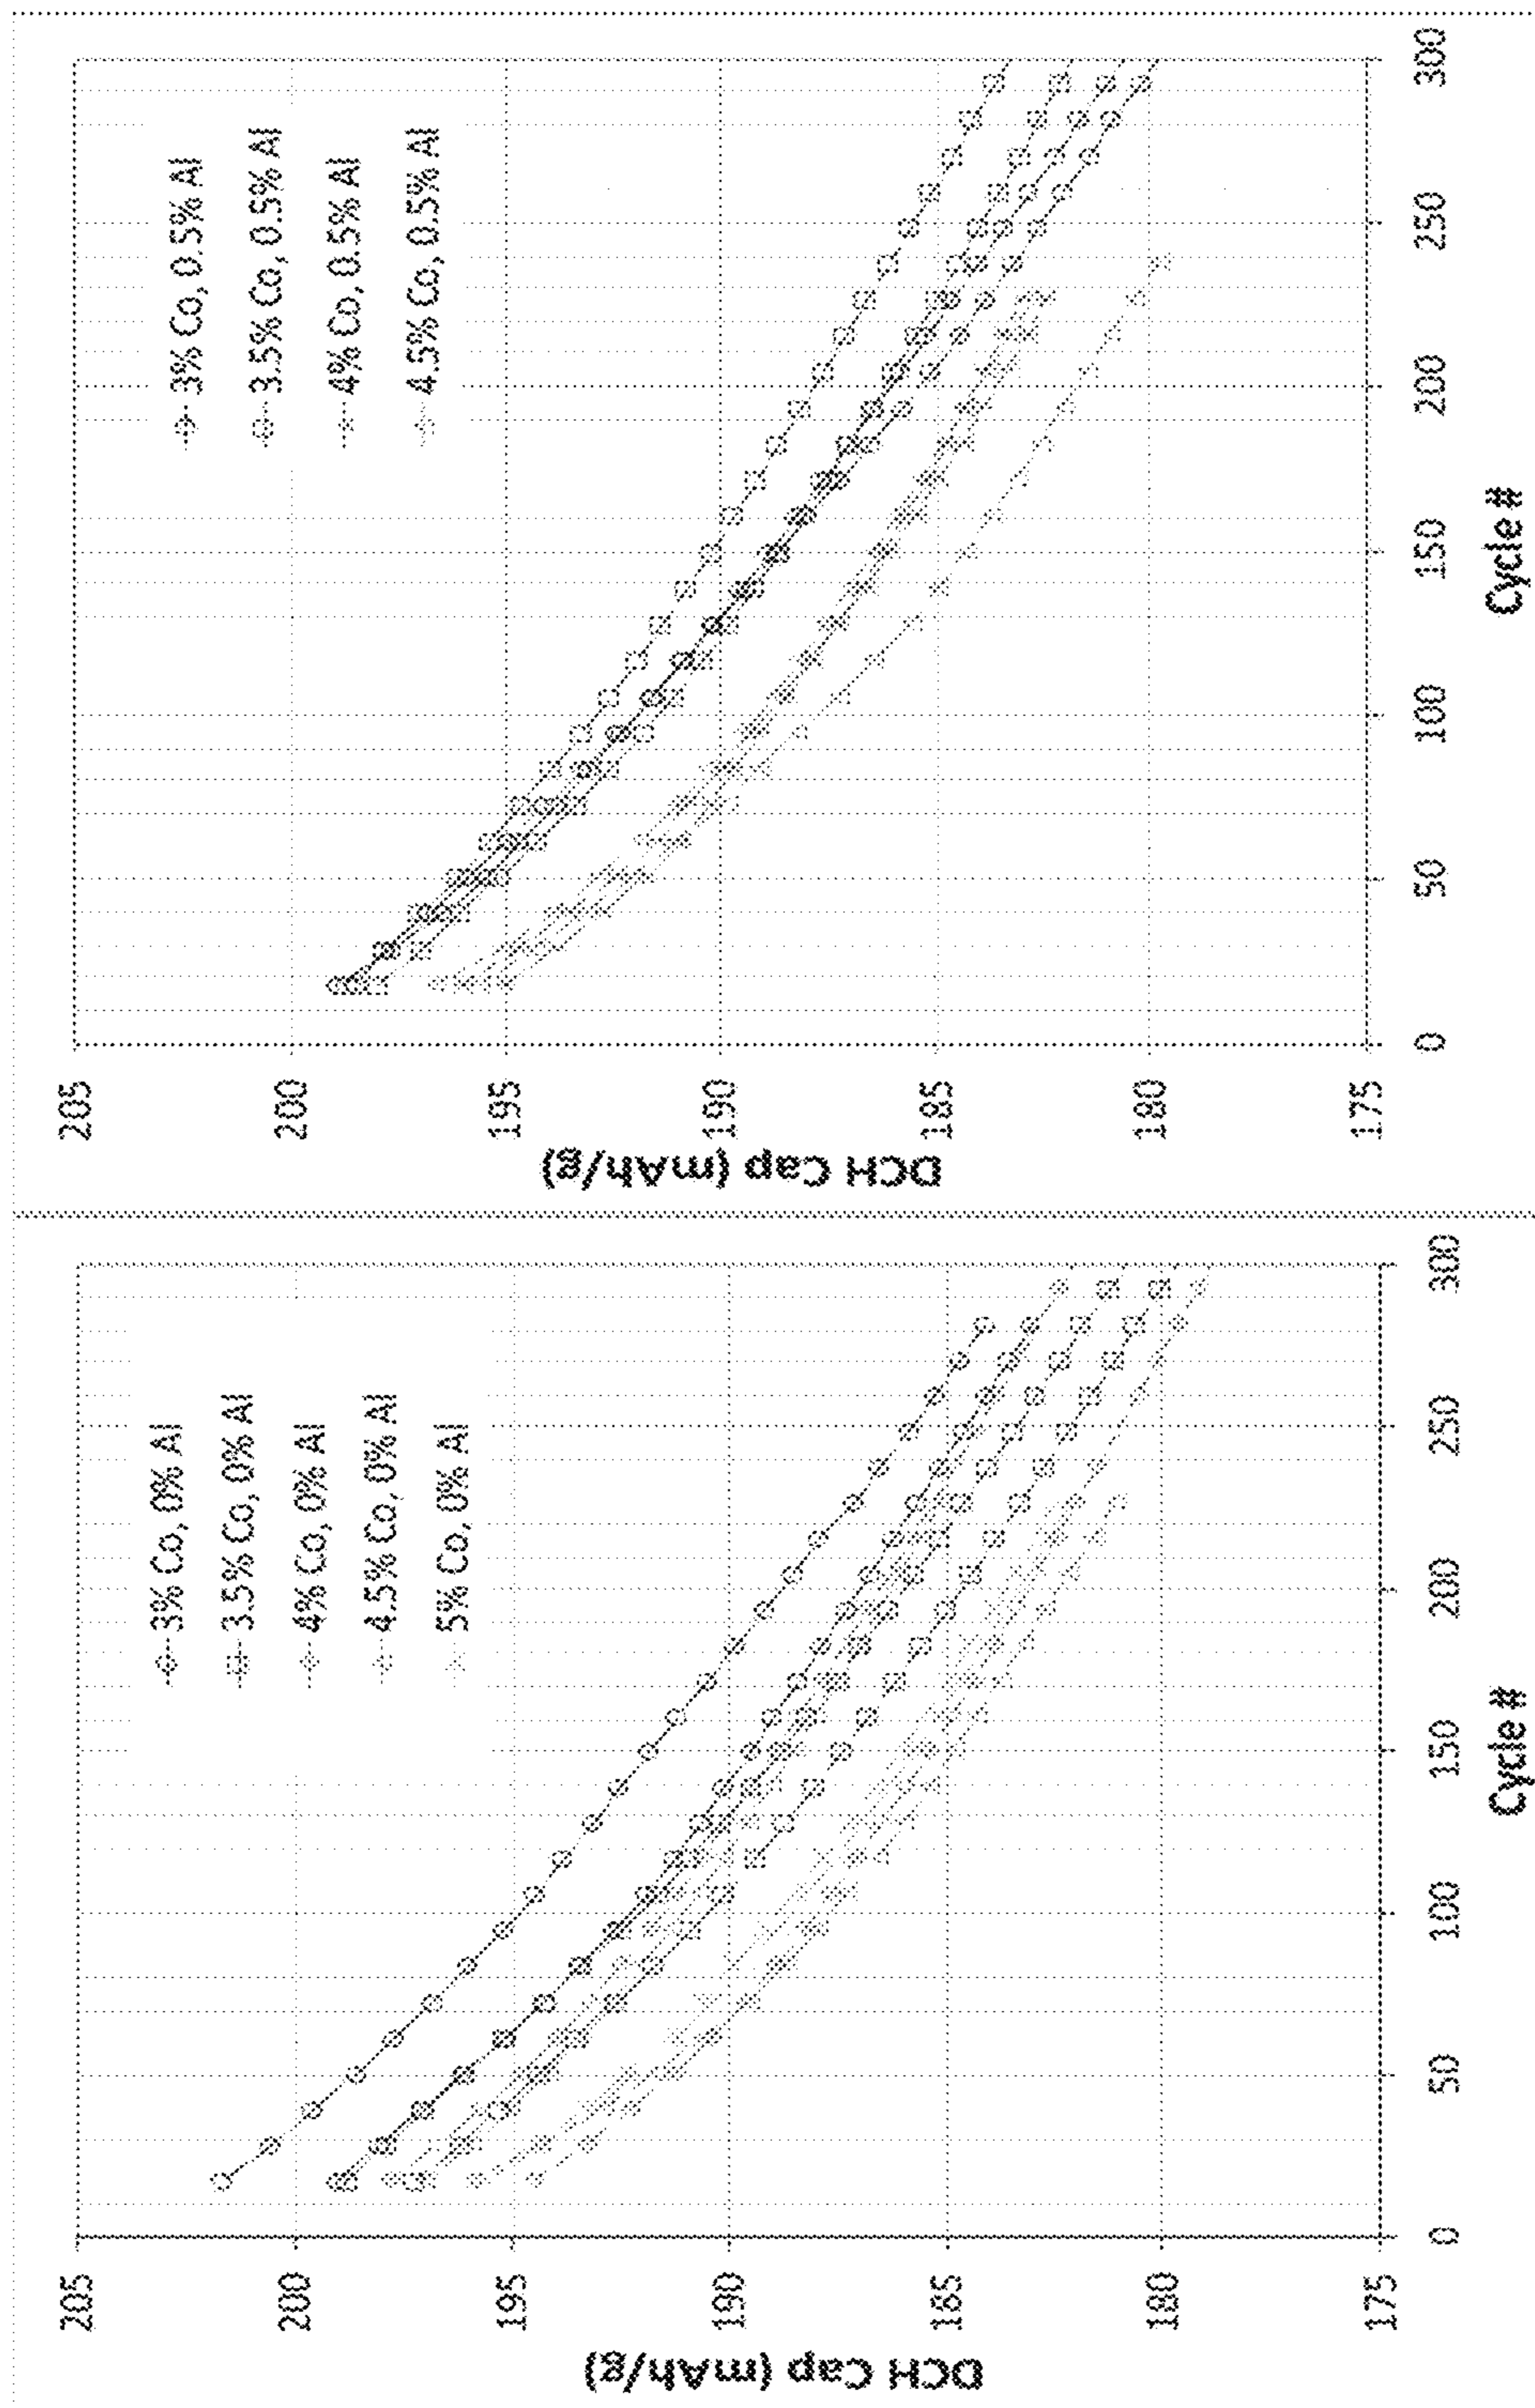 DCH Cap (mAh/g)
205
200
195
190
185
180
175
3% Co, 0% Al
3.5% Co, 0% Al
4% Co, 0% Al
4.5% Co, 0% Al
5% Co, 0% Al
0
50
100
150
200
250
300
Cycle #
DCH Cap (mAh/g)
205
200
195
190
185
180
175
3% Co, 0.5% Al
3.5% Co, 0.5% Al
4% Co, 0.5% Al
4.5% Co, 0.5% Al
0
50
100
150
200
250
300
Cycle #